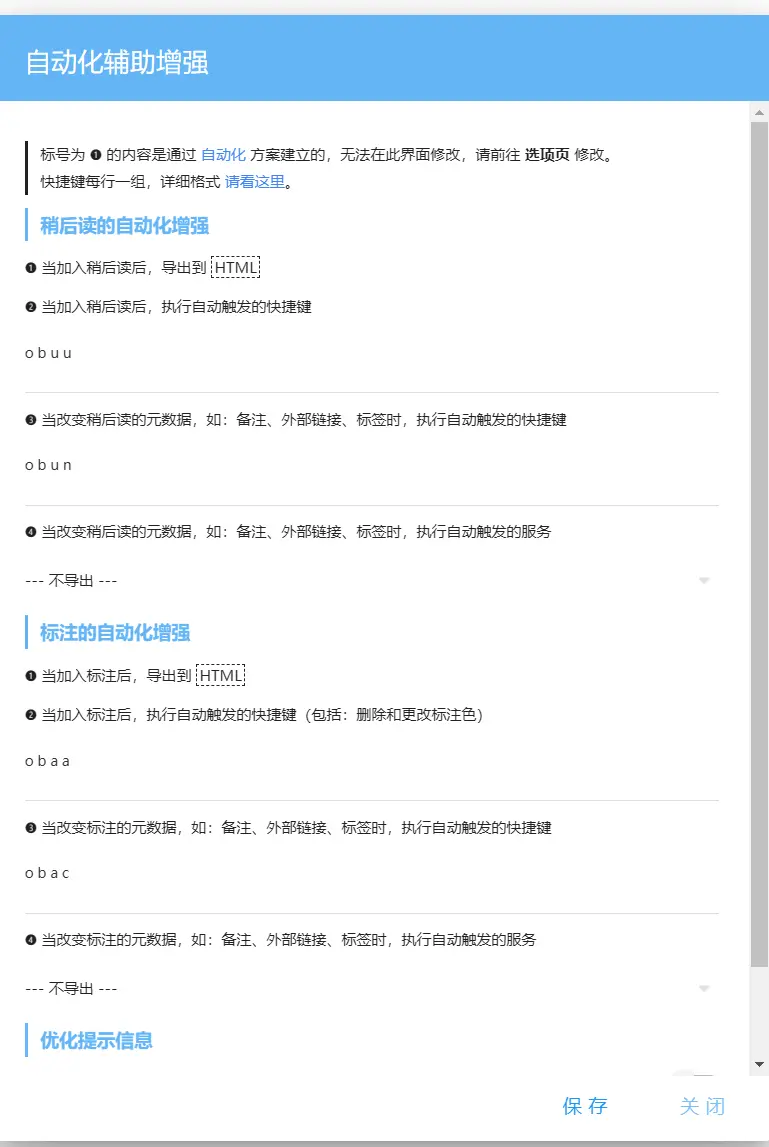 自动化辅助增强
标号为 ❶ 的内容是通过 自动化 方案建立的，无法在此界面修改，请前往 选项页 修改。
快捷键每行一组，详细格式 请看这里。
稍后读的自动化增强
❶ 当加入稍后读后，导出到 HTML
❷ 当加入稍后读后，执行自动触发的快捷键
o b u u
❸ 当改变稍后读的元数据，如：备注、外部链接、标签时，执行自动触发的快捷键
o b u n
❹ 当改变稍后读的元数据，如：备注、外部链接、标签时，执行自动触发的服务
--- 不导出 ---
标注的自动化增强
❶ 当加入标注后，导出到 HTML
❷ 当加入标注后，执行自动触发的快捷键（包括：删除和更改标注色）
o b a a
❸ 当改变标注的元数据，如：备注、外部链接、标签时，执行自动触发的快捷键
o b a c
❹ 当改变标注的元数据，如：备注、外部链接、标签时，执行自动触发的服务
--- 不导出 ---
优化提示信息
保 存 关 闭